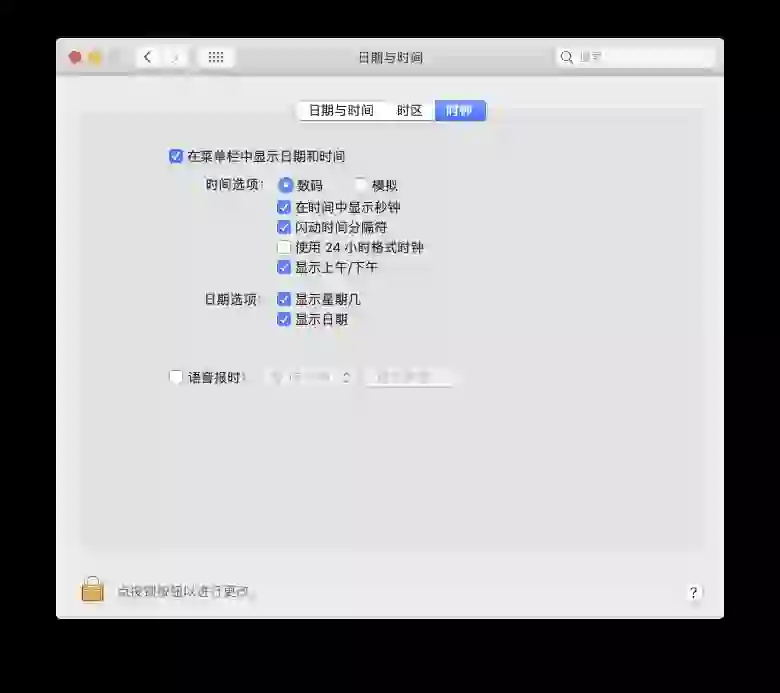 日期与时间
搜索
日期与时间 时区 时钟
在菜单栏中显示日期和时间
时间选项: 数码 模拟
在时间中显示秒钟
闪动时间分隔符
使用 24 小时格式时钟
显示上午/下午
日期选项: 显示星期几
显示日期
语音报时:
点按锁按钮以进行更改。
?